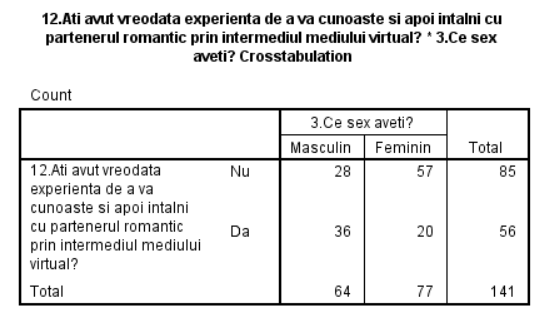 12.Ati avut vreodata experienta de a va cunoaste si apoi intalni cu
partenerul romantic prin intermediul mediului virtual? * 3.Ce sex
aveti? Crosstabulation
Count
3.Ce sex aveti?
Masculin Feminin Total
12.Ati avut vreodata Nu 28 57 85
experienta de a va
cunoaste si apoi intalni
cu partenerul romantic Da 36 20 56
prin intermediul mediului
virtual?
Total 64 77 141